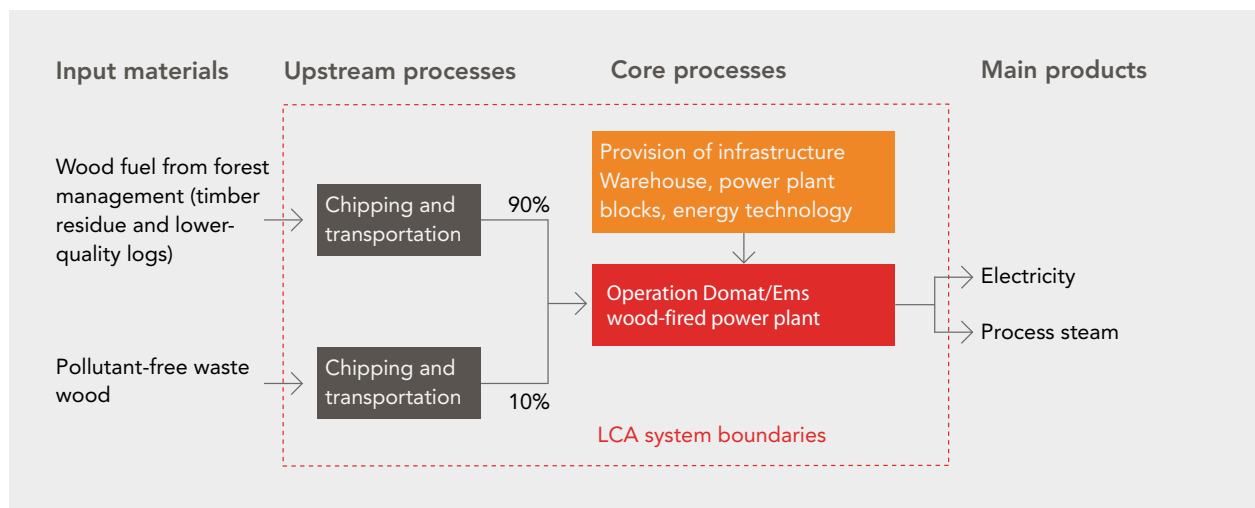 Input materials
Upstream processes
Core processes
Main products
Wood fuel from forest
management (timber
residue and lower-
quality logs)
Chipping and
transportation
90%
Provision of infrastructure
Warehouse, power plant
blocks, energy technology
Operation Domat/Ems
wood-fired power plant
Electricity
Process steam
Pollutant-free waste
wood
Chipping and
transportation
10%
LCA system boundaries